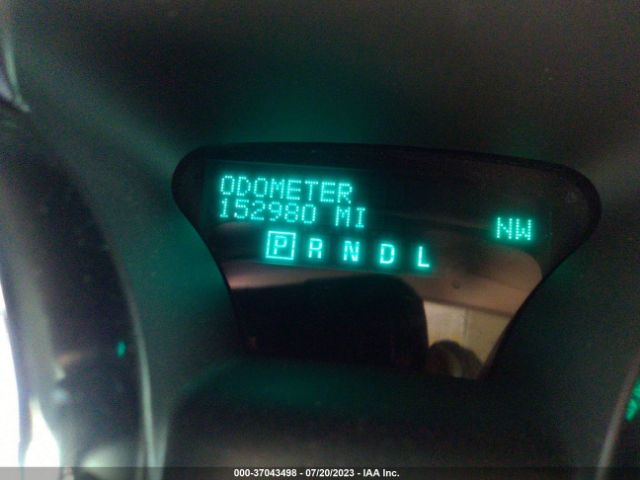 ODOMETER
152980 MI
NW
P R N D L
000-37043498 - 07/20/2023 - IAA Inc.